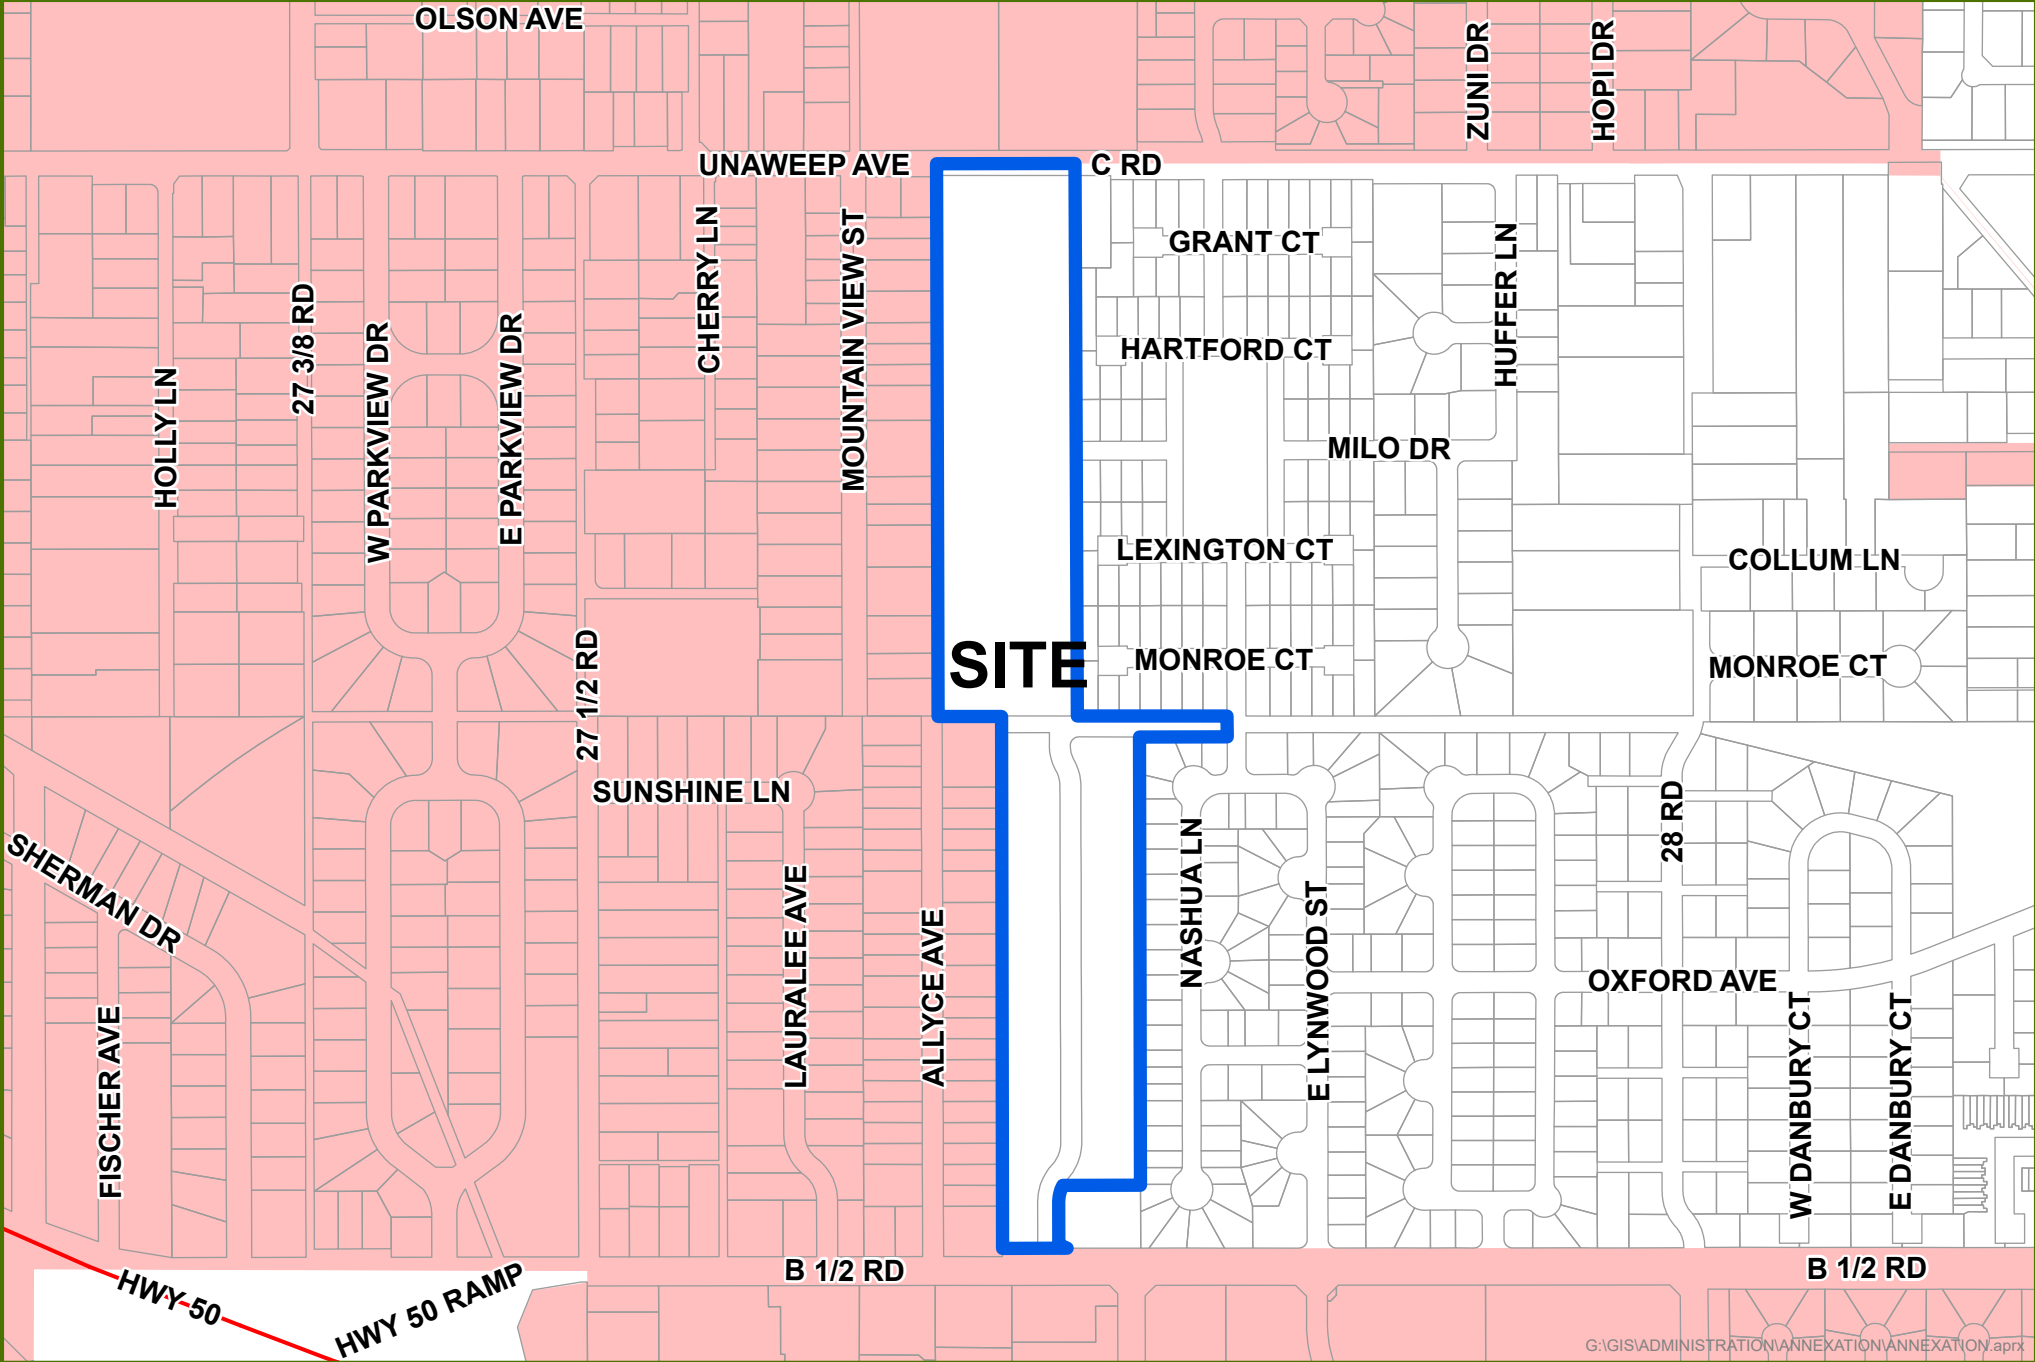 OLSON AVE
ZUNI DR
HOPI DR
UNAWEEP AVE
C RD
CHERRY LN
MOUNTAIN VIEW ST
GRANT CT
HUFFER LN
27 3/8 RD
W PARKVIEW DR
E PARKVIEW DR
HARTFORD CT
HOLLY LN
MILO DR
LEXINGTON CT
COLLUM LN
27 1/2 RD
SITE
MONROE CT
MONROE CT
SUNSHINE LN
28 RD
SHERMAN DR
NASHUA LN
LAURALEE AVE
ALLYCE AVE
E LYNWOOD ST
OXFORD AVE
FISCHER AVE
W DANBURY CT
E DANBURY CT
B 1/2 RD
B 1/2 RD
HWY 50
HWY 50 RAMP
G:\GIS\ADMINISTRATION\ANNEXATION\ANNEXATION.aprx